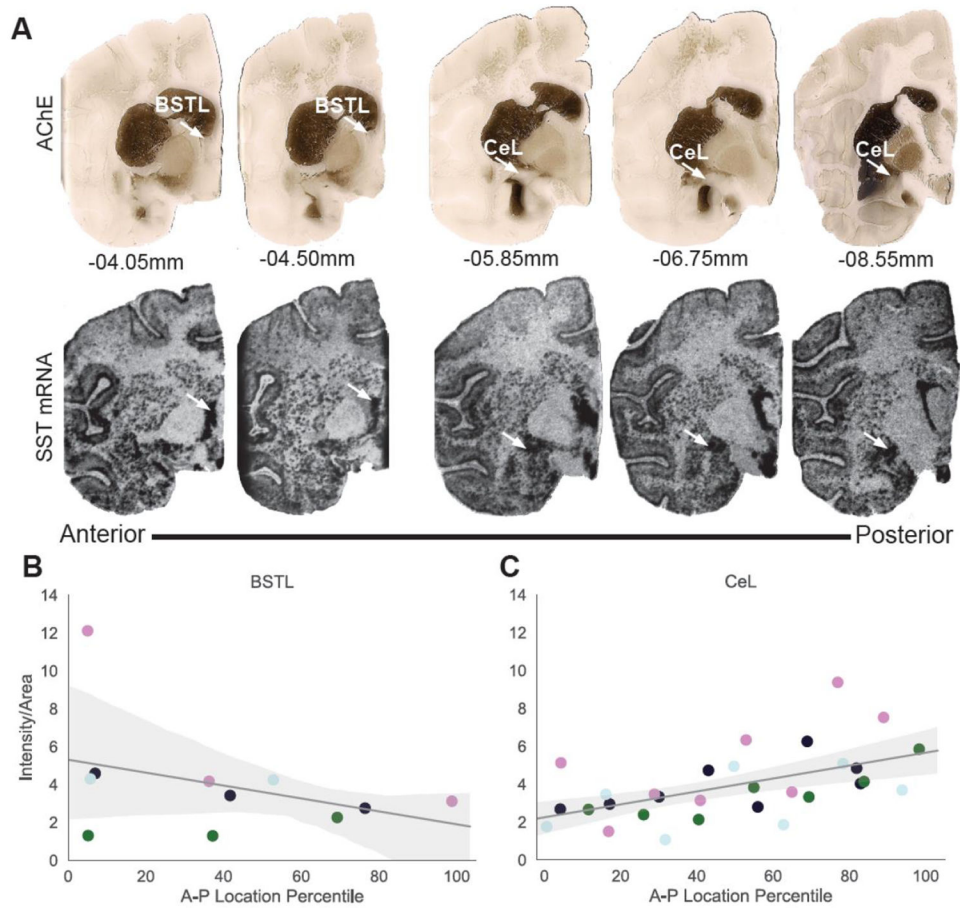 A
AChE
BSTL
BSTL
CeL
CeL
CeL
-04.05mm
-04.50mm
-05.85mm
-06.75mm
-08.55mm
SST mRNA
Anterior
Posterior
B
BSTL
Intensity/Area
14
12
10
8
6
4
2
0
0 20 40 60 80 100
A-P Location Percentile
C
CeL
14
12
10
8
6
4
2
0
0 20 40 60 80 100
A-P Location Percentile